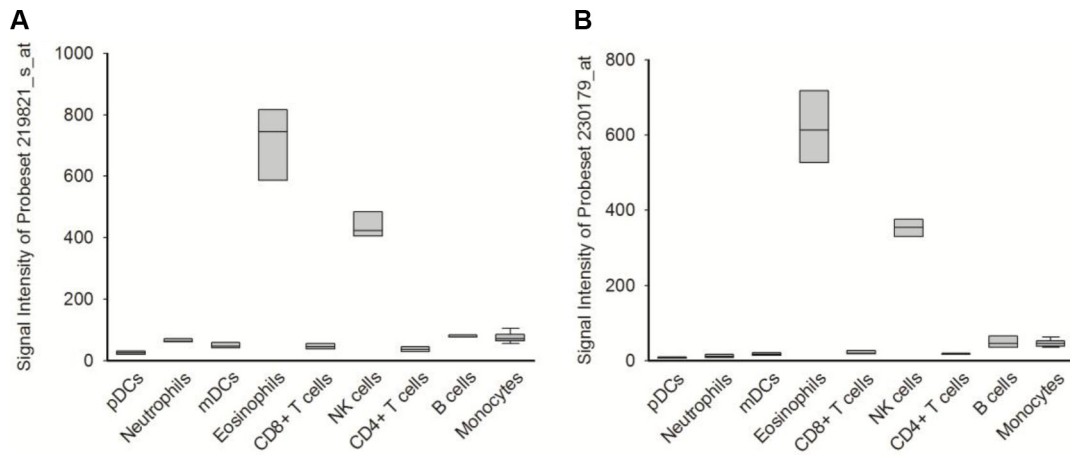 A
Signal Intensity of Probeset 219821_s_at
1000
800
600
400
200
0
pDCs
Neutrophils
mDCs
Eosinophils
CD8+ T cells
NK cells
CD4+ T cells
B cells
Monocytes
B
Signal Intensity of Probeset 230179_at
800
600
400
200
0
pDCs
Neutrophils
mDCs
Eosinophils
CD8+ T cells
NK cells
CD4+ T cells
B cells
Monocytes